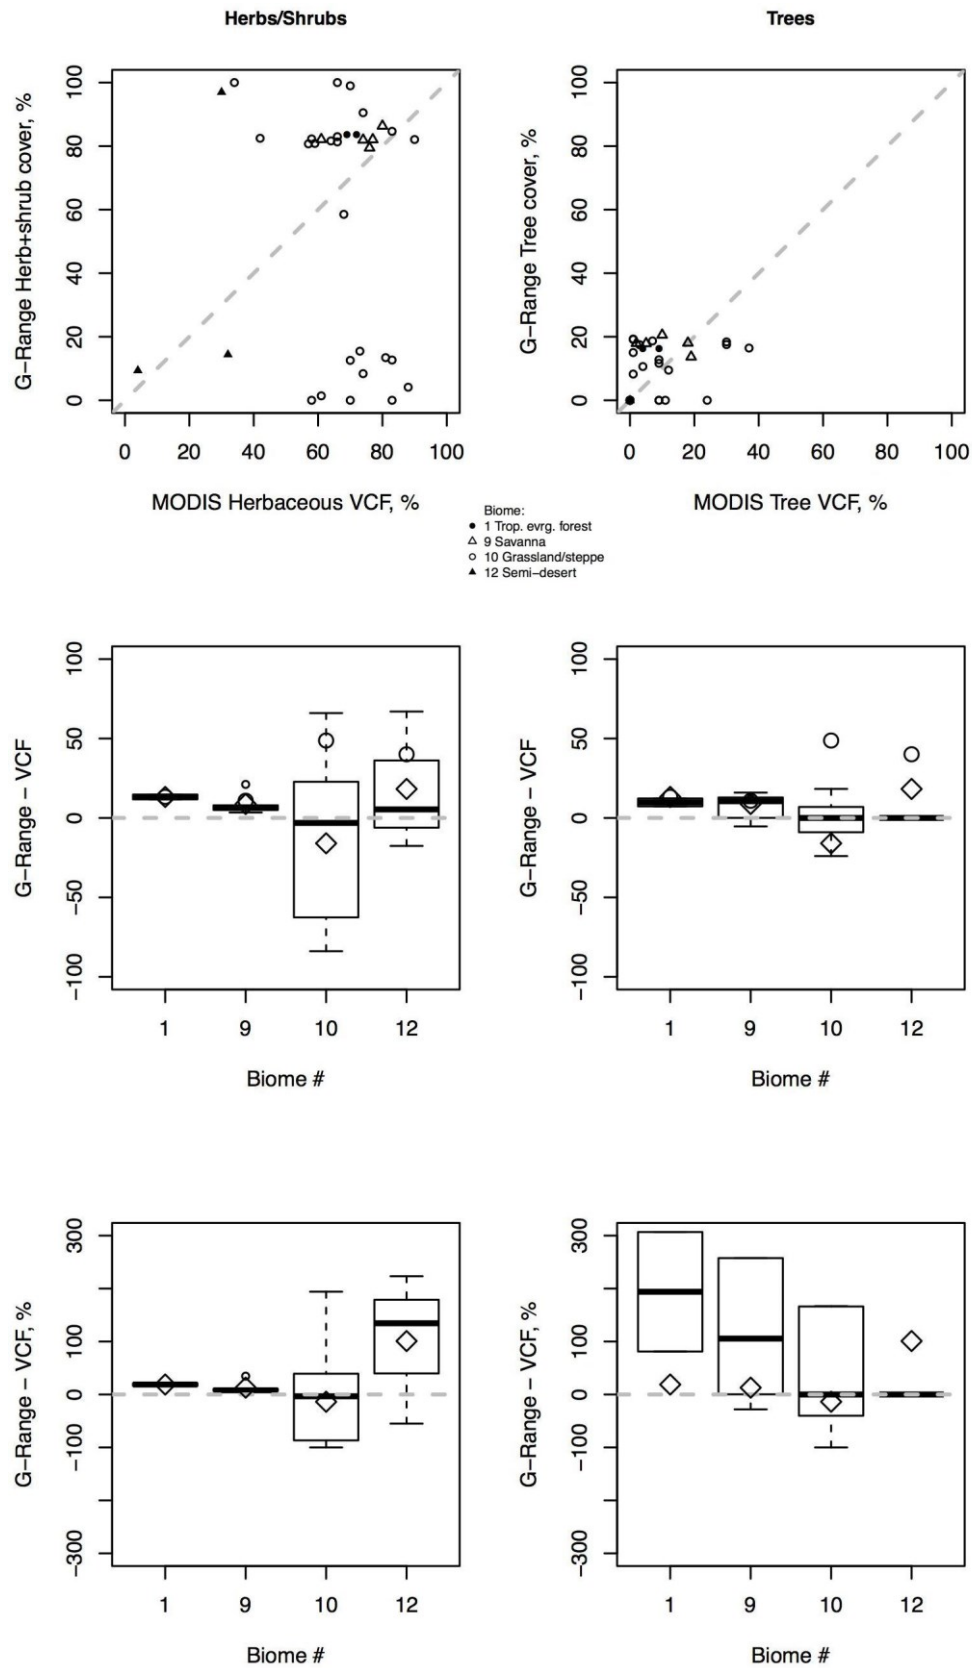 Herbs/Shrubs
Trees
G−Range Herb+shrub cover, %
100
80
60
40
20
0
0 20 40 60 80 100
MODIS Herbaceous VCF, %
G−Range Tree cover, %
100
80
60
40
20
0
0 20 40 60 80 100
MODIS Tree VCF, %
Biome:
1 Trop. evrg. forest
9 Savanna
10 Grassland/steppe
12 Semi−desert
G−Range − VCF
100
50
0
−50
−100
1 9 10 12
Biome #
G−Range − VCF
100
50
0
−50
−100
1 9 10 12
Biome #
G−Range − VCF, %
300
100
0
−100
−300
1 9 10 12
Biome #
G−Range − VCF, %
300
100
0
−100
−300
1 9 10 12
Biome #